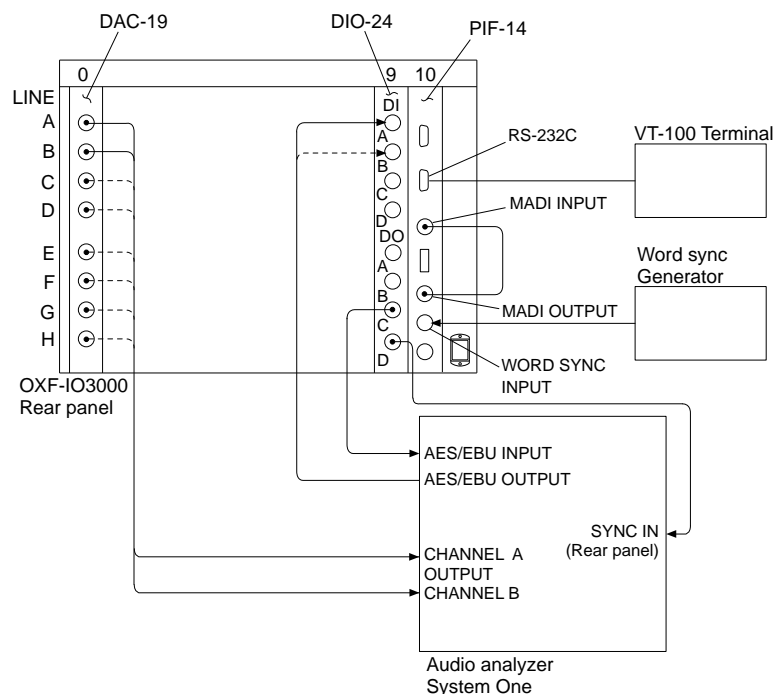 DAC-19
DIO-24
PIF-14
0
9
10
LINE
DI
A
A
B
B
C
C
D
D
DO
E
A
F
B
G
C
H
D
RS-232C
VT-100 Terminal
MADI INPUT
Word sync
Generator
MADI OUTPUT
WORD SYNC
INPUT
OXF-IO3000
Rear panel
AES/EBU INPUT
AES/EBU OUTPUT
SYNC IN
(Rear panel)
CHANNEL A
OUTPUT
CHANNEL B
Audio analyzer
System One